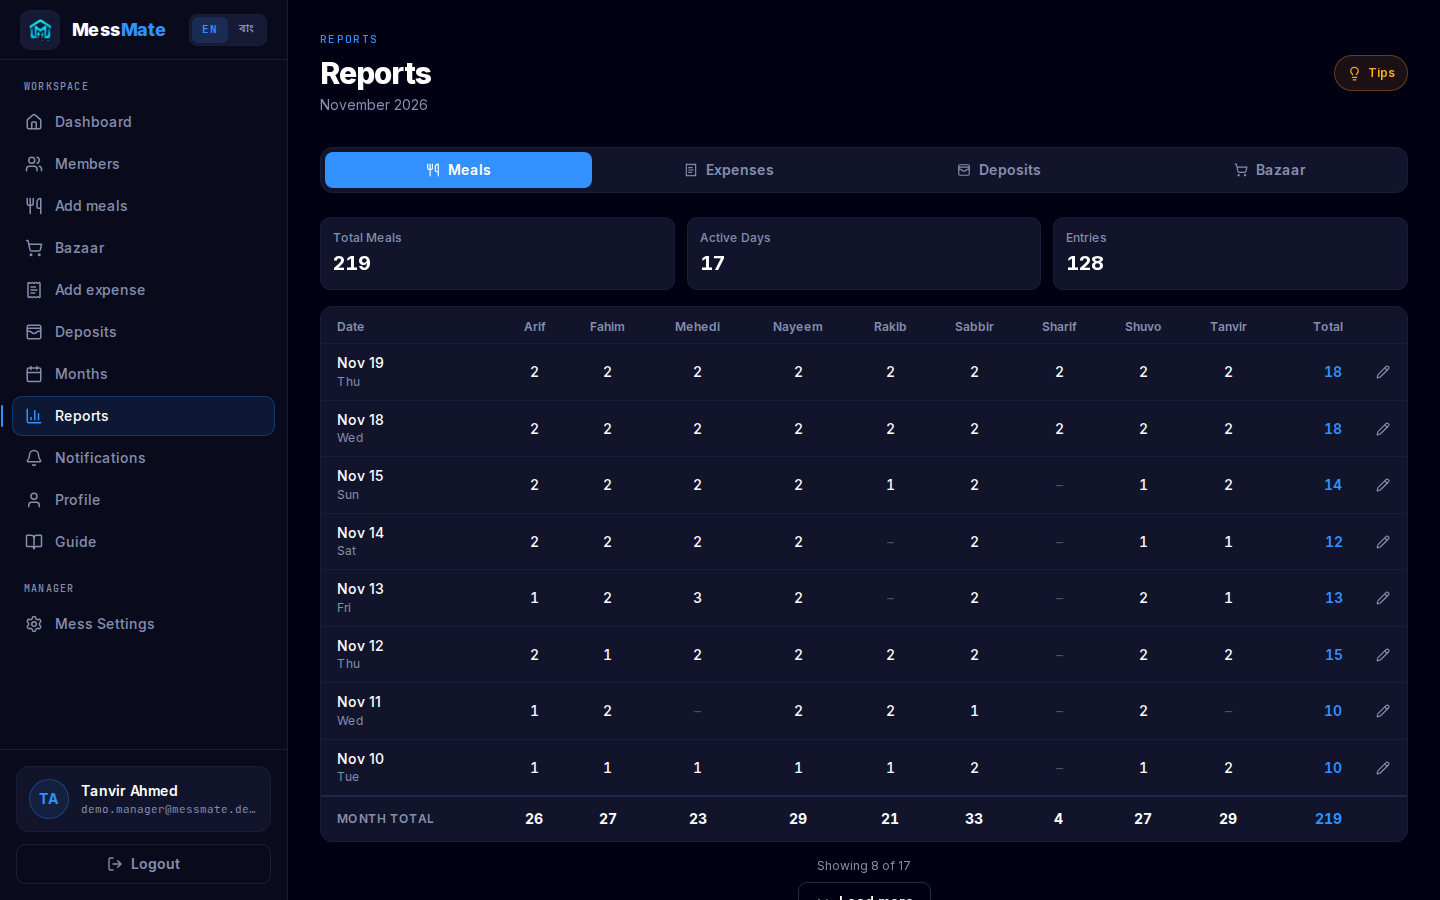 MessMate EN বাং
WORKSPACE
Dashboard
Members
Add meals
Bazaar
Add expense
Deposits
Months
Reports
Notifications
Profile
Guide
MANAGER
Mess Settings
TA Tanvir Ahmed
demo.manager@messmate.de…
Logout
REPORTS
Reports
November 2026
Tips
Meals Expenses Deposits Bazaar
Total Meals
219
Active Days
17
Entries
128
Date Arif Fahim Mehedi Nayeem Rakib Sabbir Sharif Shuvo Tanvir Total
Nov 19
Thu
2 2 2 2 2 2 2 2 2 18
Nov 18
Wed
2 2 2 2 2 2 2 2 2 18
Nov 15
Sun
2 2 2 2 1 2 – 1 2 14
Nov 14
Sat
2 2 2 2 – 2 – 1 1 12
Nov 13
Fri
1 2 3 2 – 2 – 2 1 13
Nov 12
Thu
2 1 2 2 2 2 – 2 2 15
Nov 11
Wed
1 2 – 2 2 1 – 2 – 10
Nov 10
Tue
1 1 1 1 1 2 – 1 2 10
MONTH TOTAL 26 27 23 29 21 33 4 27 29 219
Showing 8 of 17
Load more